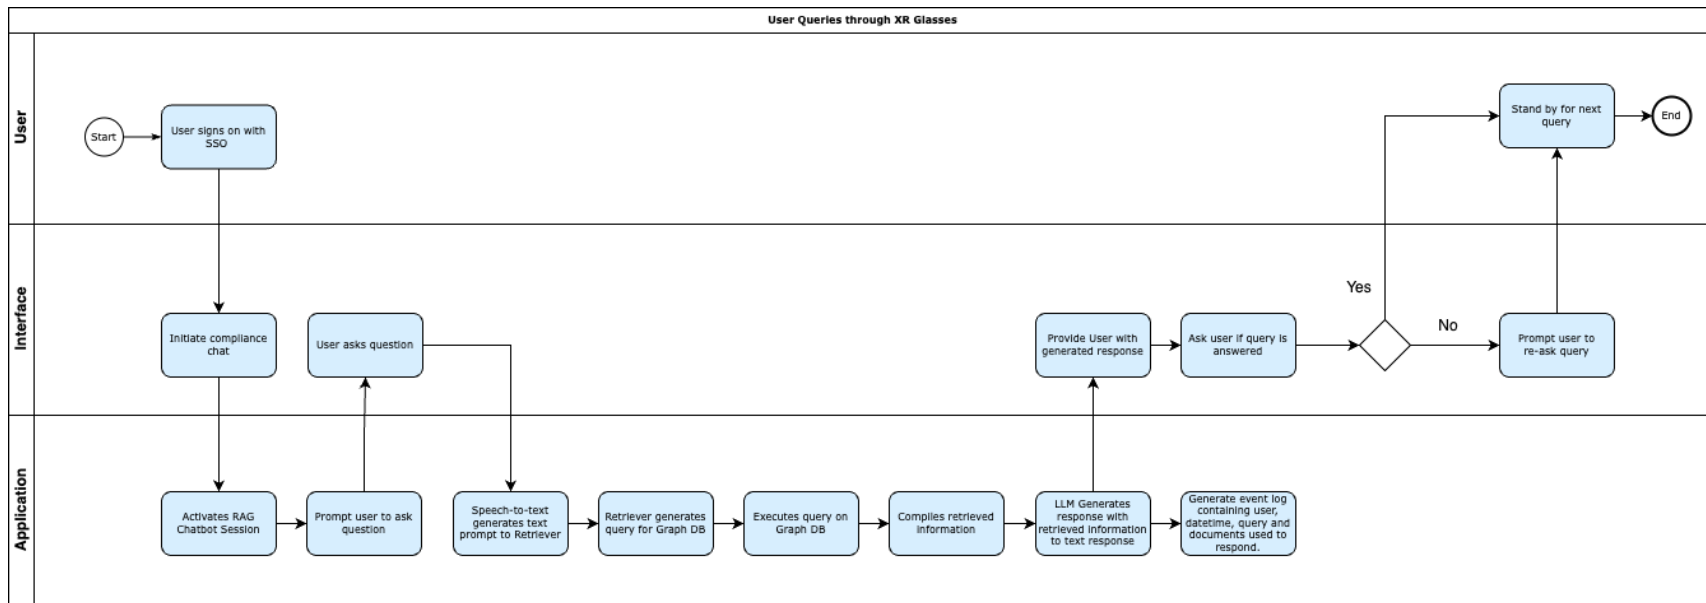 User Queries through XR Glasses
User
Start
User signs on with
SSO
Stand by for next
query
End
Interface
Initiate compliance
chat
User asks question
Provide User with
generated response
Ask user if query is
answered
Yes
No
Prompt user to
re-ask query
Application
Activates RAG
Chatbot Session
Prompt user to ask
question
Speech-to-text
generates text
prompt to Retriever
Retriever generates
query for Graph DB
Executes query on
Graph DB
Compiles retrieved
information
LLM Generates
response with
retrieved information
to text response
Generate event log
containing user,
datetime, query and
documents used to
respond.